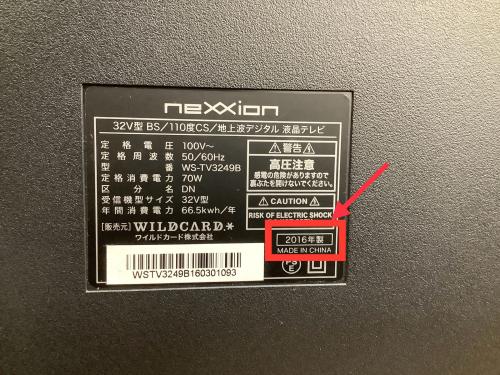 neXXion
32V型 BS/110度CS/地上波デジタル 液晶テレビ
定格電圧 100V～
定格周波数 50/60Hz
型番 WS-TV3249B
定格消費電力 70W
区分名 DN
受信機型サイズ 32V型
年間消費電力 66.5kwh/年
[販売元] WILDCARD.*
ワイルドカード株式会社
WSTV3249B160301093
⚠警告⚠
高圧注意
感電の危険がありますので
裏ぶたを開けないでください。
⚠ CAUTION ⚠
RISK OF ELECTRIC SHOCK
2016年製
MADE IN CHINA
PS
E